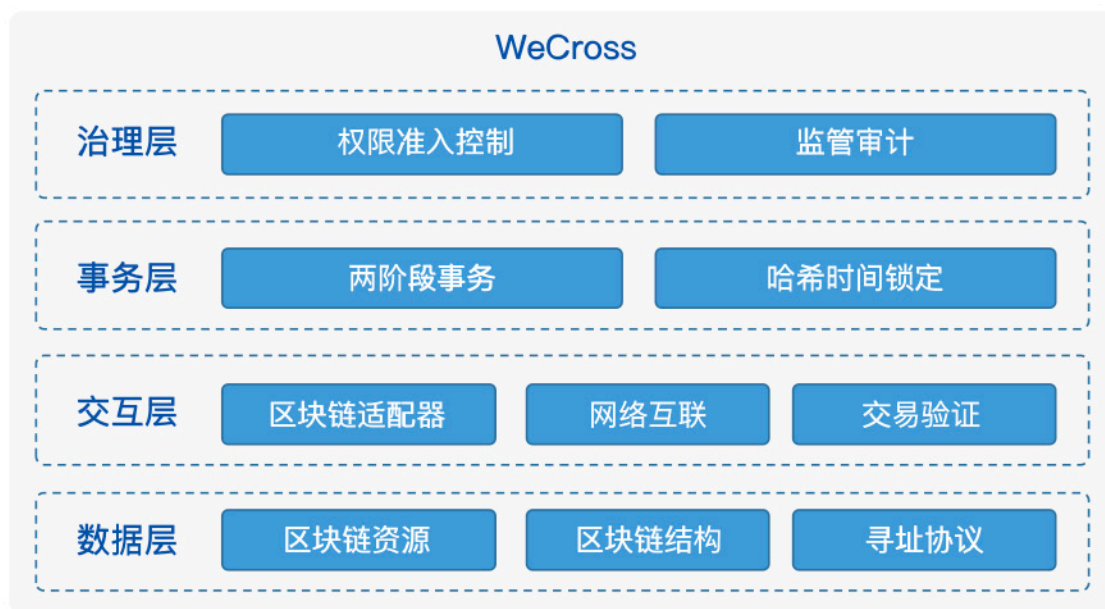 WeCross
治理层 权限准入控制 监管审计
事务层 两阶段事务 哈希时间锁定
交互层 区块链适配器 网络互联 交易验证
数据层 区块链资源 区块链结构 寻址协议